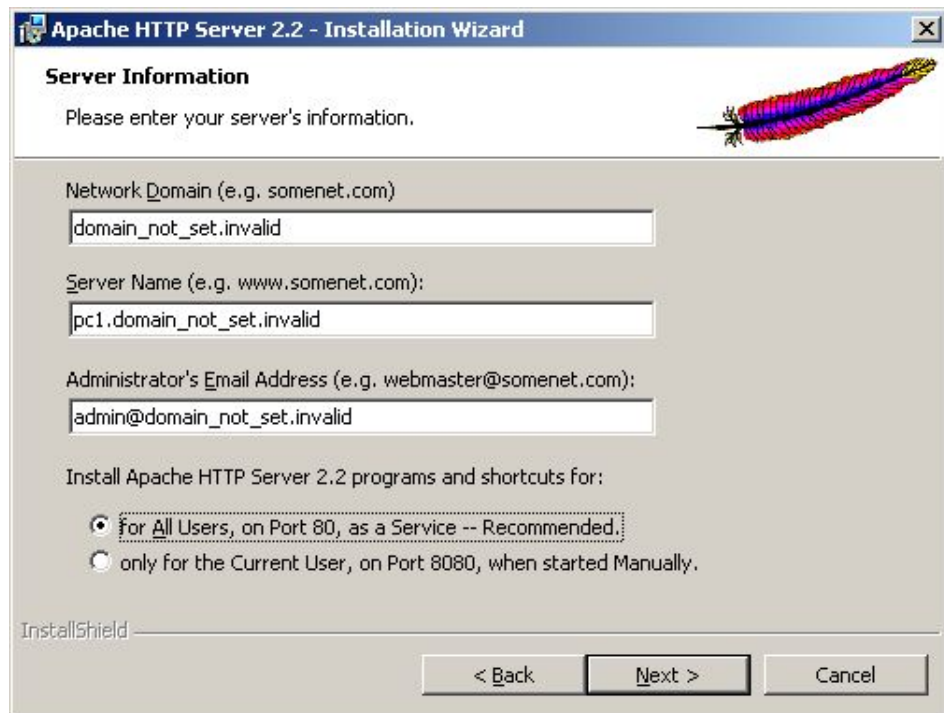 Apache HTTP Server 2.2 - Installation Wizard
Server Information
Please enter your server's information.
Network Domain (e.g. somenet.com)
domain_not_set.invalid
Server Name (e.g. www.somenet.com):
pc1.domain_not_set.invalid
Administrator's Email Address (e.g. webmaster@somenet.com):
admin@domain_not_set.invalid
Install Apache HTTP Server 2.2 programs and shortcuts for:
for All Users, on Port 80, as a Service -- Recommended.
only for the Current User, on Port 8080, when started Manually.
InstallShield
< Back Next > Cancel